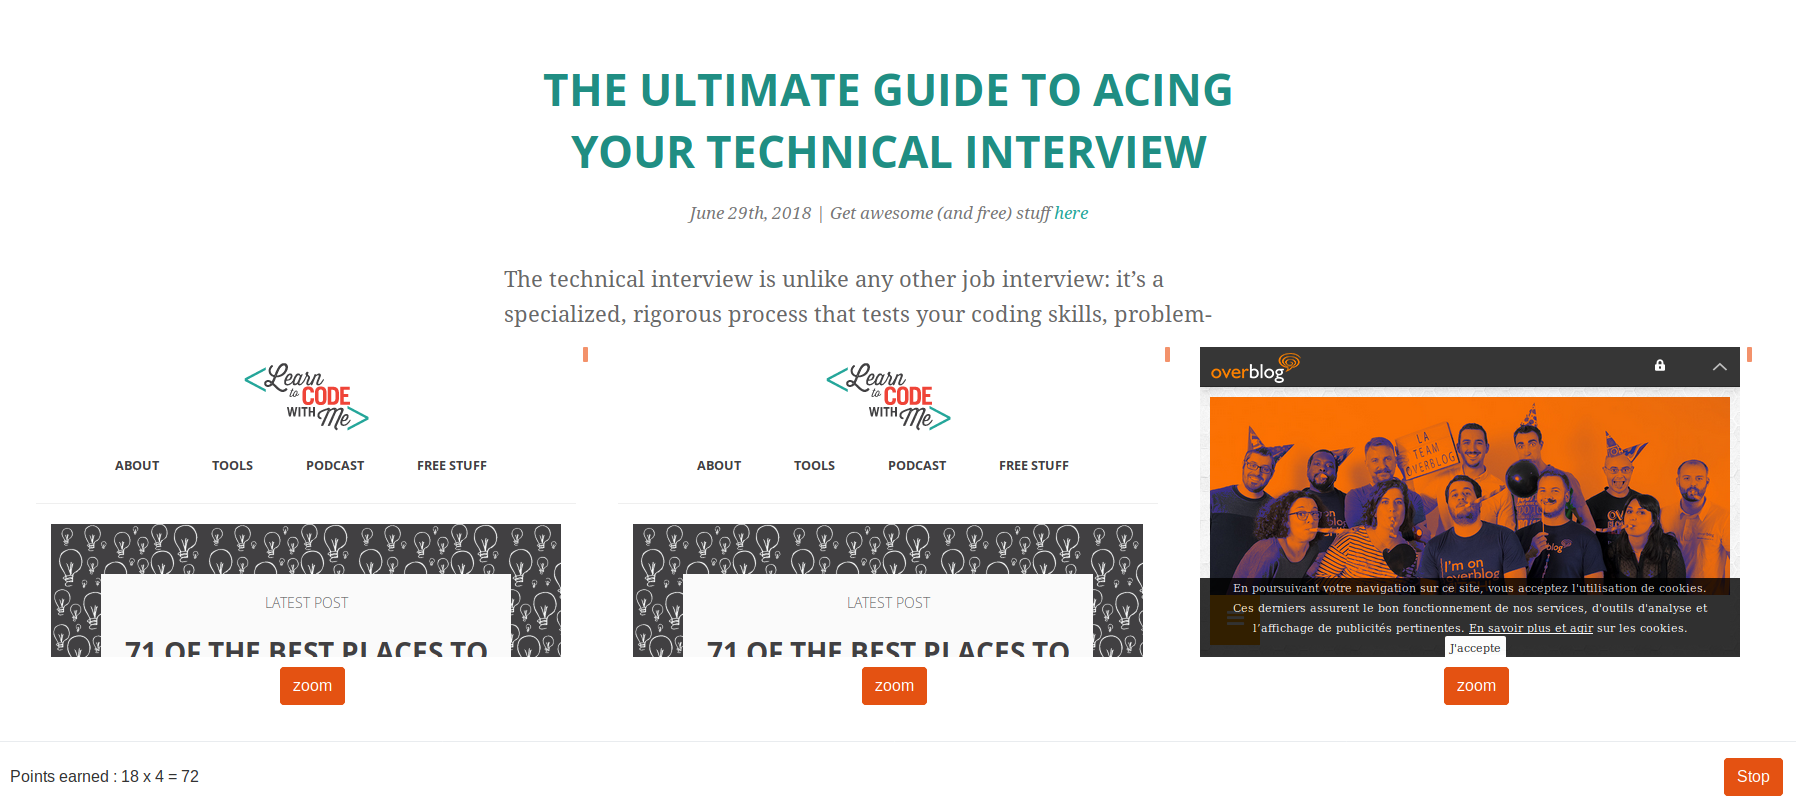 THE ULTIMATE GUIDE TO ACING
YOUR TECHNICAL INTERVIEW
June 29th, 2018 | Get awesome (and free) stuff here
The technical interview is unlike any other job interview: it’s a
specialized, rigorous process that tests your coding skills, problem-
<Learn
to CODE
WITH Me>
ABOUT TOOLS PODCAST FREE STUFF
LATEST POST
71 OF THE BEST PLACES TO
zoom
<Learn
to CODE
WITH Me>
ABOUT TOOLS PODCAST FREE STUFF
LATEST POST
71 OF THE BEST PLACES TO
zoom
overblog
LA
TEAM
OVERBLOG
I'm on
overblog
En poursuivant votre navigation sur ce site, vous acceptez l'utilisation de cookies.
Ces derniers assurent le bon fonctionnement de nos services, d'outils d'analyse et
l’affichage de publicités pertinentes. En savoir plus et agir sur les cookies.
J'accepte
zoom
Points earned : 18 x 4 = 72
Stop